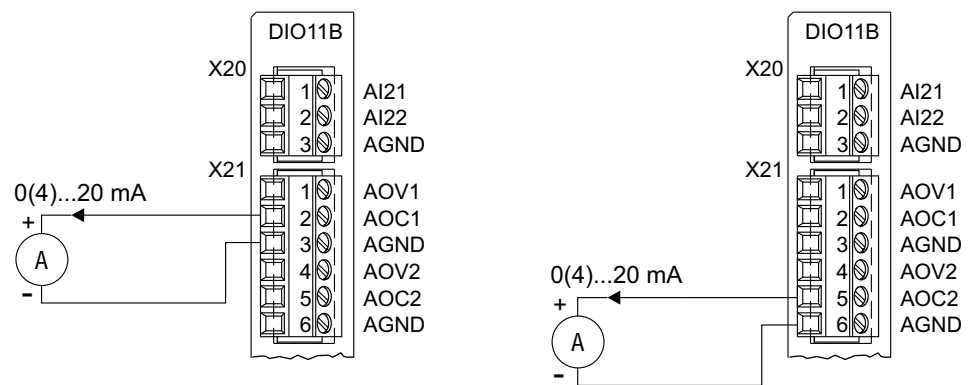 DIO11B
X20
1 AI21
2 AI22
3 AGND
X21
1 AOV1
0(4)...20 mA
2 AOC1
+
3 AGND
A
4 AOV2
-
5 AOC2
6 AGND
DIO11B
X20
1 AI21
2 AI22
3 AGND
X21
1 AOV1
2 AOC1
3 AGND
4 AOV2
0(4)...20 mA
5 AOC2
+
6 AGND
A
-